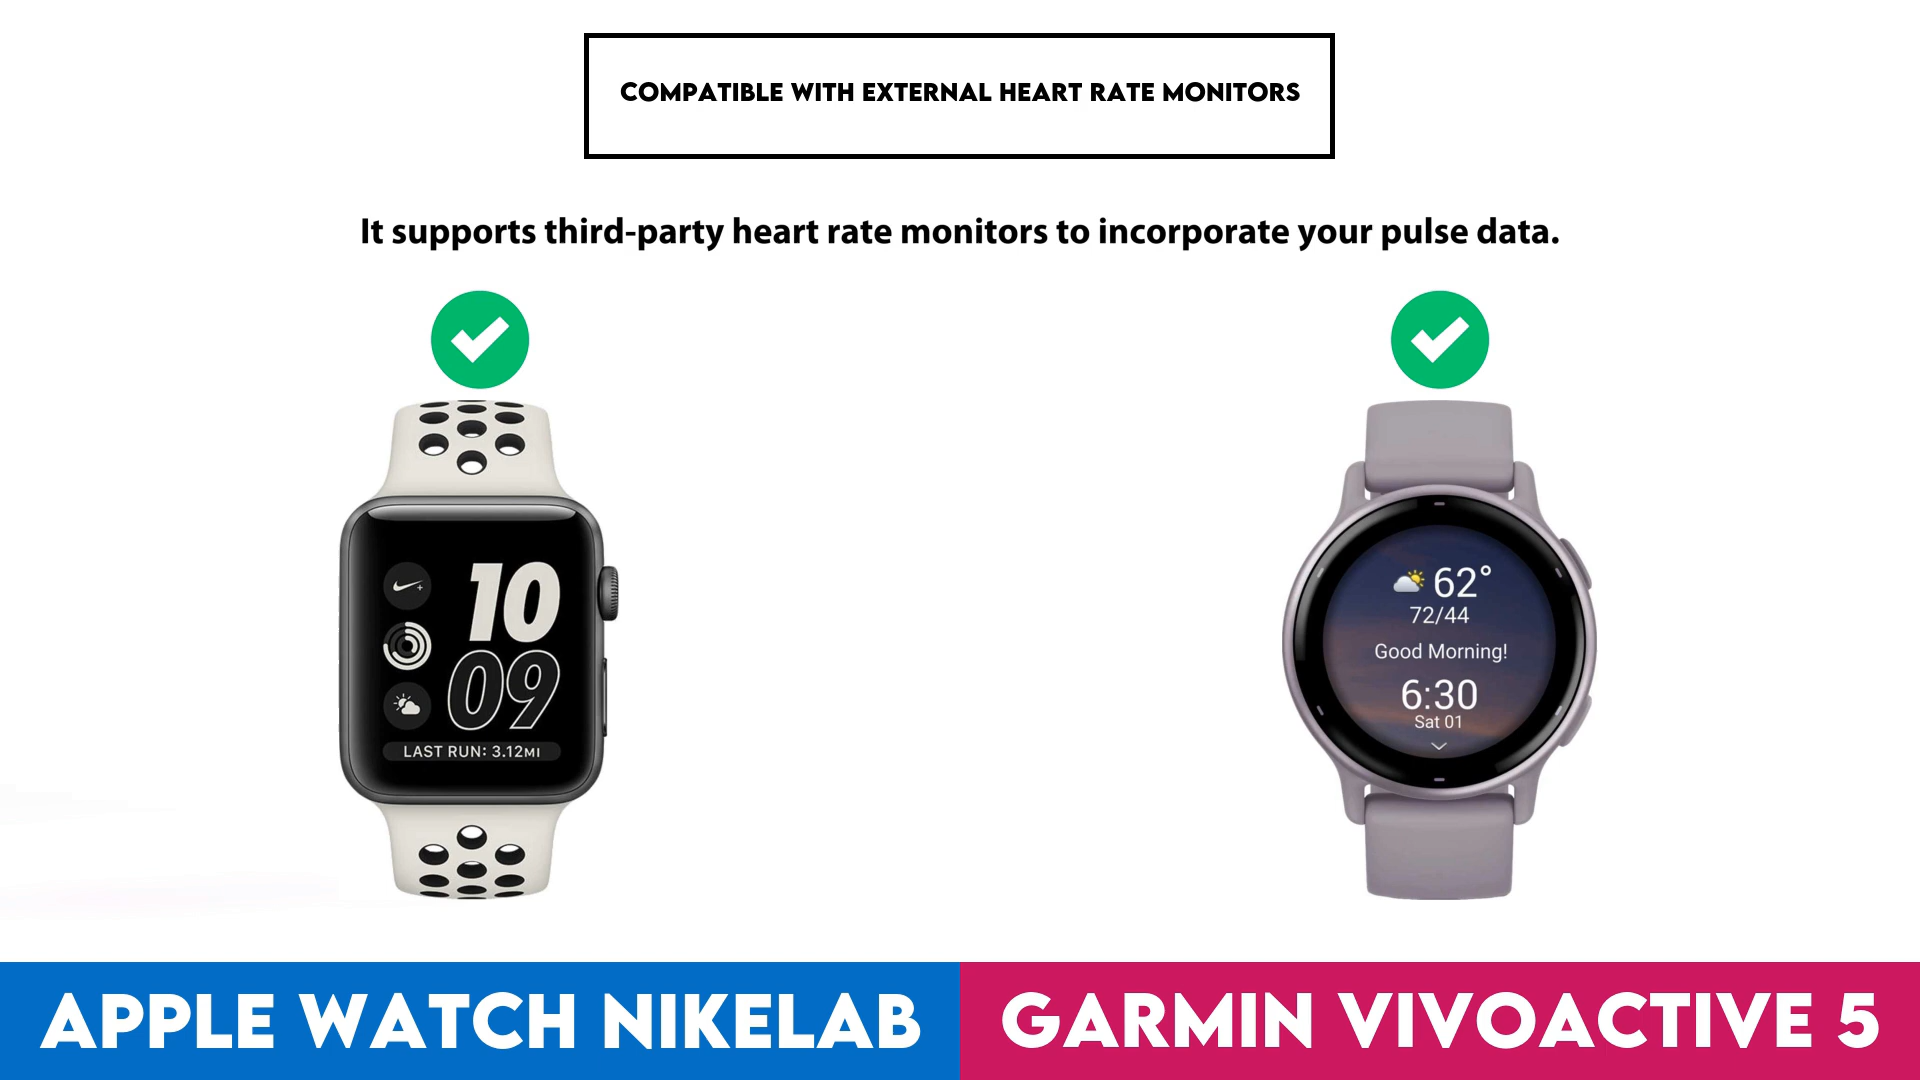 COMPATIBLE WITH EXTERNAL HEART RATE MONITORS
It supports third-party heart rate monitors to incorporate your pulse data.
10
09
LAST RUN: 3.12MI
62°
72/44
Good Morning!
6:30
Sat 01
APPLE WATCH NIKELAB
GARMIN VIVOACTIVE 5